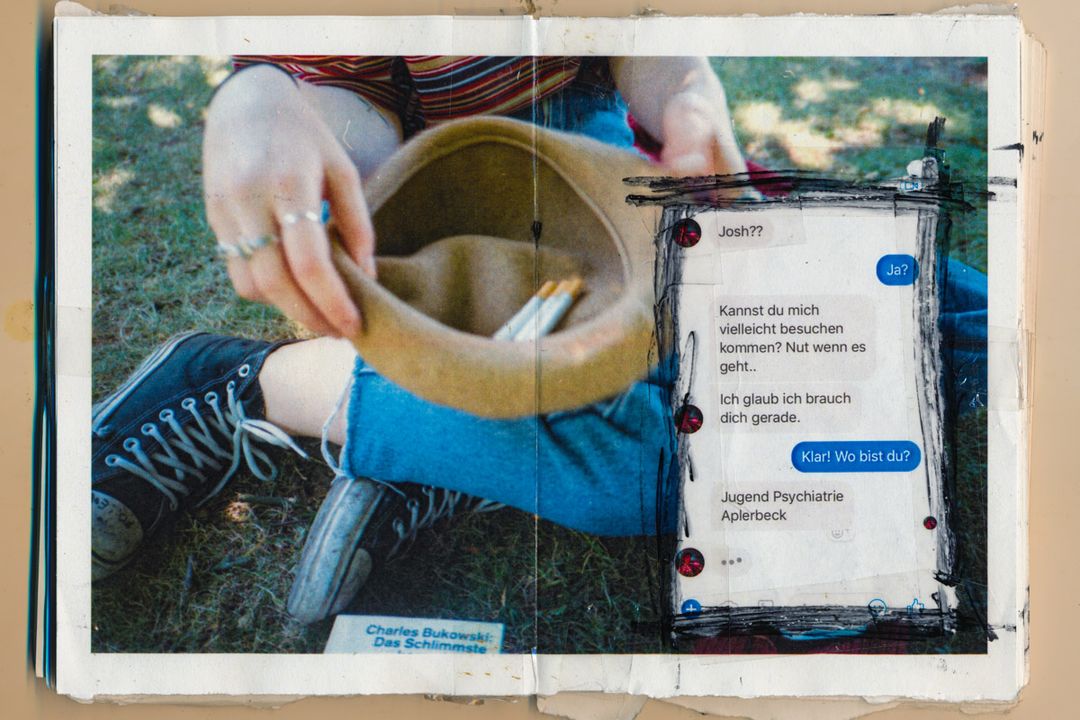 Josh??
Ja?
Kannst du mich
vielleicht besuchen
kommen? Nut wenn es
geht..
Ich glaub ich brauch
dich gerade.
Klar! Wo bist du?
Jugend Psychiatrie
Aplerbeck
Charles Bukowski:
Das Schlimmste